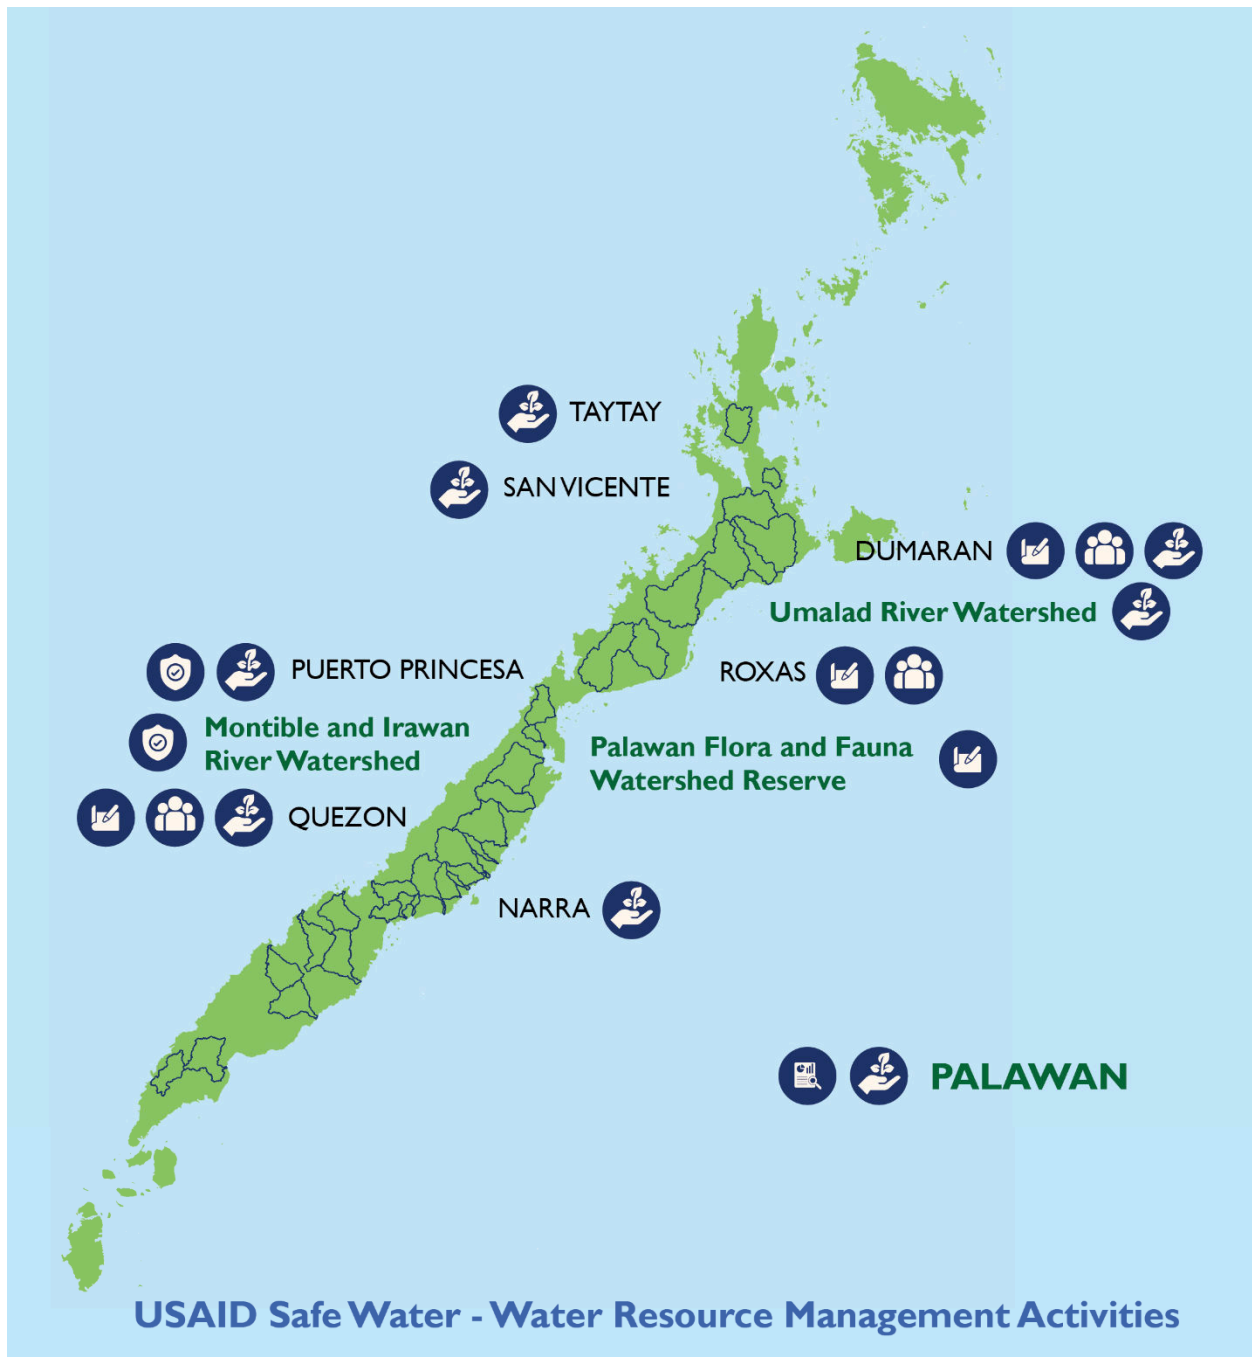 TAYTAY
SAN VICENTE
DUMARAN
Umalad River Watershed
PUERTO PRINCESA
ROXAS
Montible and Irawan
River Watershed
Palawan Flora and Fauna
Watershed Reserve
QUEZON
NARRA
PALAWAN
USAID Safe Water - Water Resource Management Activities